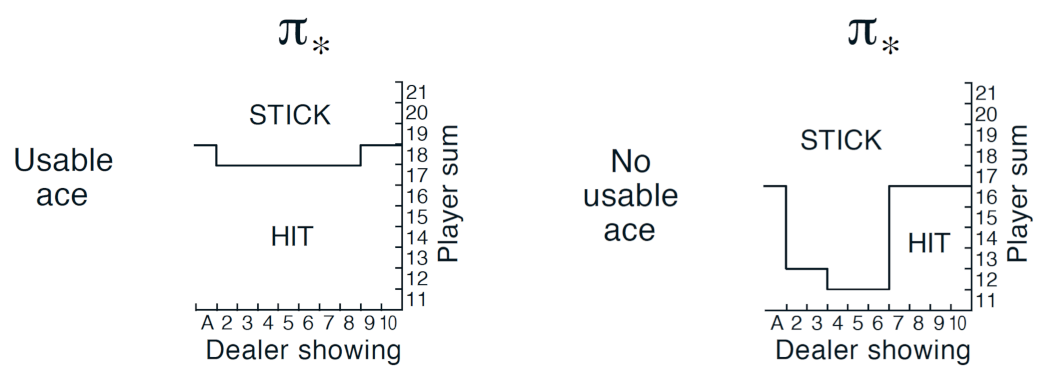 π*
Usable
ace
STICK
HIT
21
20
19
18
17
16
15
14
13
12
11
Player sum
A 2 3 4 5 6 7 8 9 10
Dealer showing
π*
No
usable
ace
STICK
HIT
21
20
19
18
17
16
15
14
13
12
11
Player sum
A 2 3 4 5 6 7 8 9 10
Dealer showing